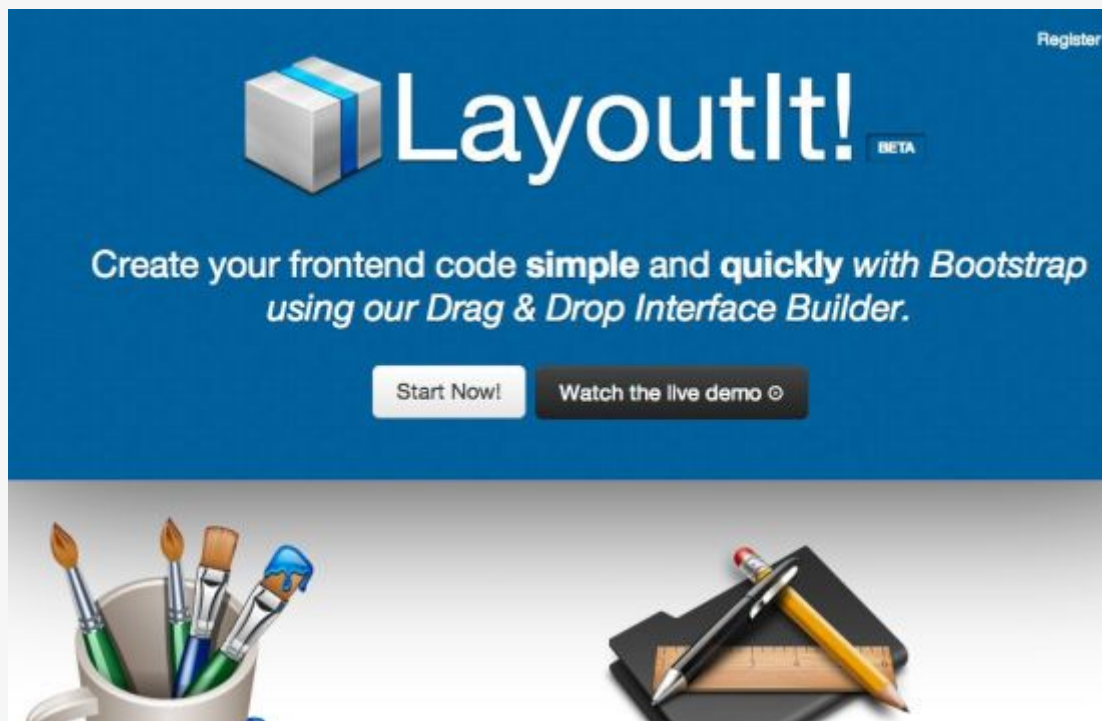 Register
LayoutIt! BETA
Create your frontend code simple and quickly with Bootstrap
using our Drag & Drop Interface Builder.
Start Now! Watch the live demo